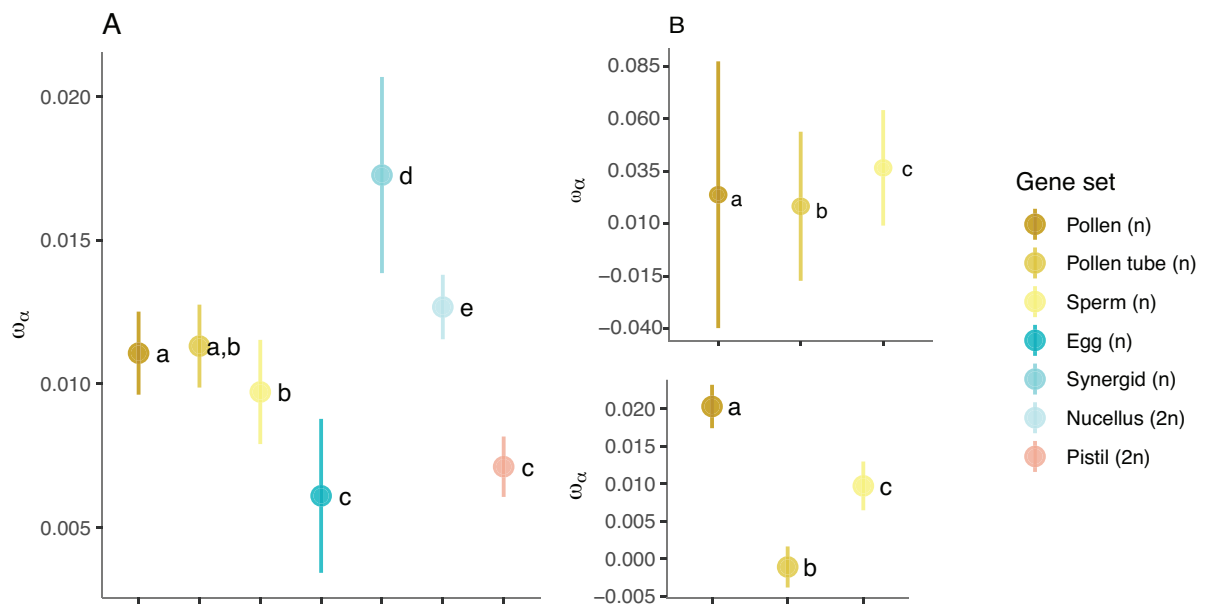 A
0.020
0.015
0.010
0.005
ωα
a
a,b
b
c
d
e
c
B
0.085
0.060
0.035
0.010
−0.015
−0.040
ωα
a
b
c
0.020
0.015
0.010
0.005
0.000
−0.005
ωα
a
b
c
Gene set
Pollen (n)
Pollen tube (n)
Sperm (n)
Egg (n)
Synergid (n)
Nucellus (2n)
Pistil (2n)